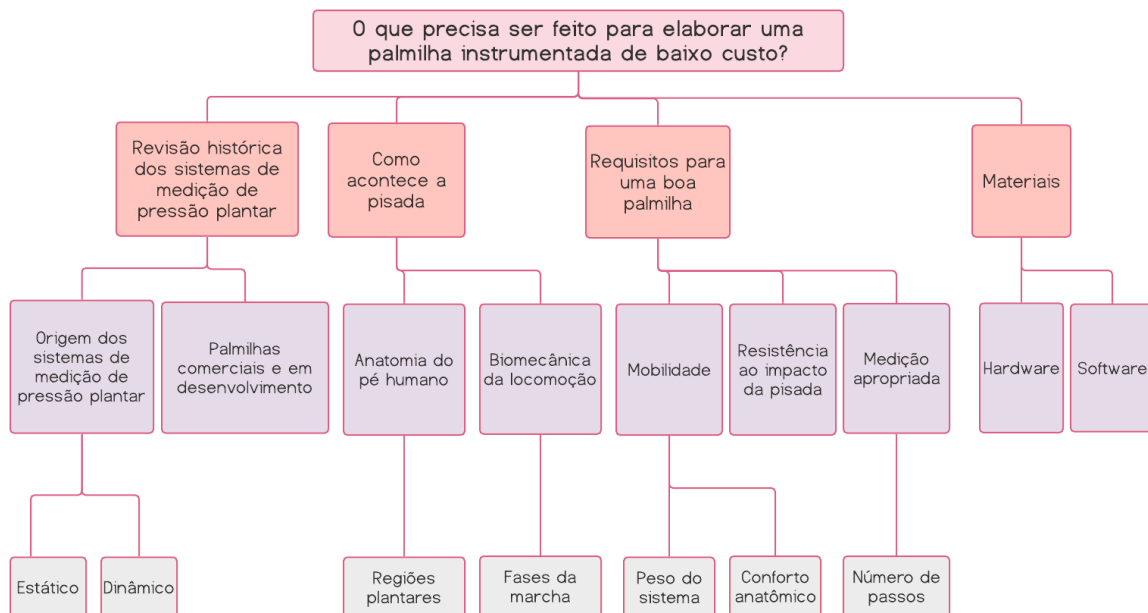 O que precisa ser feito para elaborar uma
palmilha instrumentada de baixo custo?
Revisão histórica
dos sistemas de
medição de
pressão plantar
Como
acontece a
pisada
Requisitos para
uma boa
palmilha
Materiais
Origem dos
sistemas de
medição de
pressão plantar
Palmilhas
comerciais e em
desenvolvimento
Anatomia do
pé humano
Biomecânica
da locomoção
Mobilidade
Resistência
ao impacto
da pisada
Medição
apropriada
Hardware
Software
Estático
Dinâmico
Regiões
plantares
Fases da
marcha
Peso do
sistema
Conforto
anatômico
Número de
passos